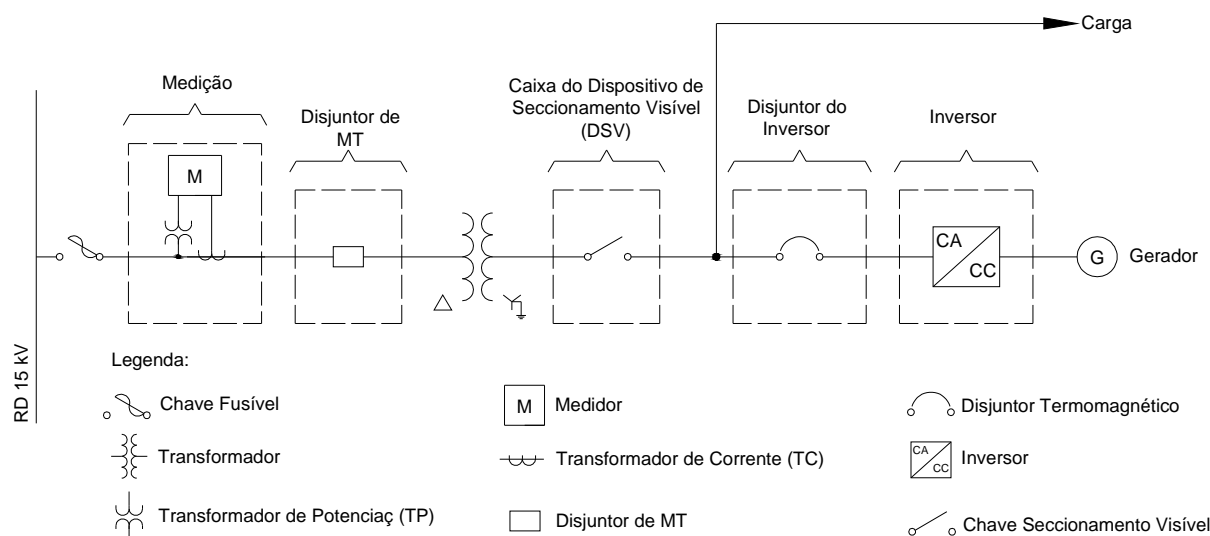 Carga
Medição
Disjuntor de
MT
Caixa do Dispositivo de
Seccionamento Visível
(DSV)
Disjuntor do
Inversor
Inversor
M
CA
CC
G
Gerador
RD 15 kV
Legenda:
Chave Fusível
M
Medidor
Disjuntor Termomagnético
Transformador
Transformador de Corrente (TC)
CA
CC
Inversor
Transformador de Potenciaç (TP)
Disjuntor de MT
Chave Seccionamento Visível